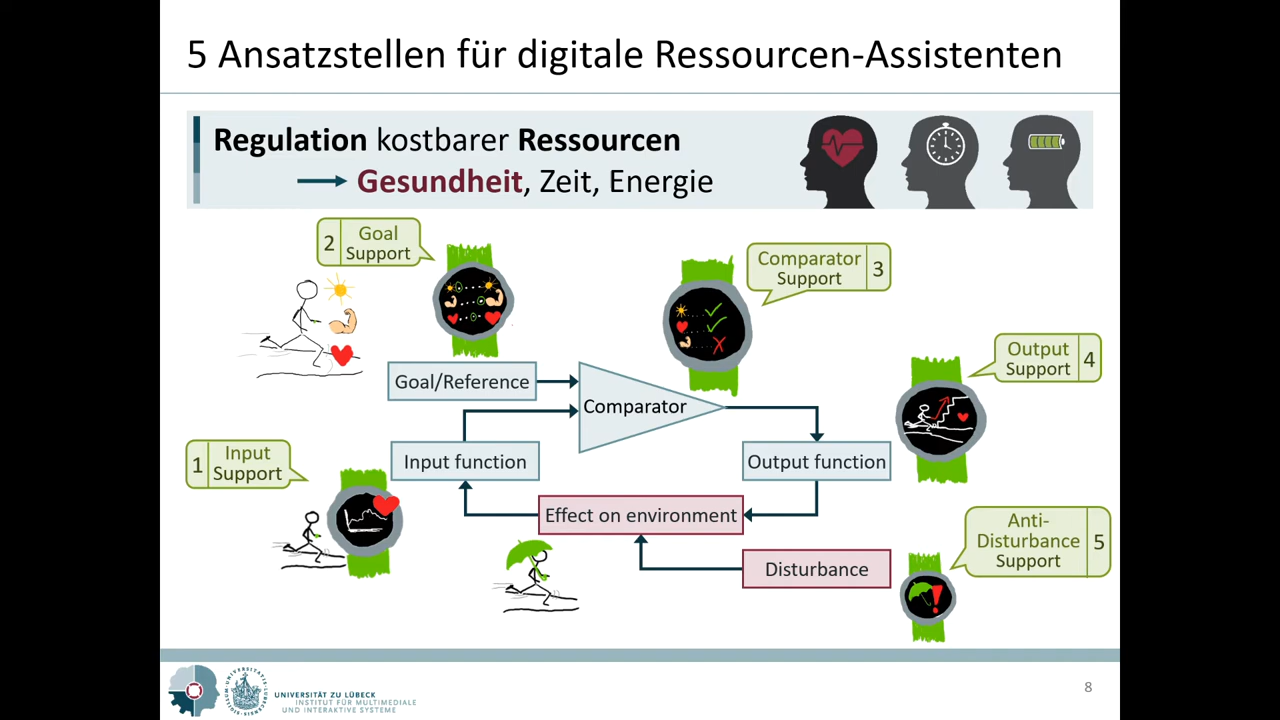 5 Ansatzstellen für digitale Ressourcen-Assistenten
Regulation kostbarer Ressourcen
Gesundheit, Zeit, Energie
2
Goal
Support
Comparator
Support
3
Output
Support
4
Goal/Reference
Comparator
1
Input
Support
Input function
Output function
Effect on environment
Anti-
Disturbance
Support
5
Disturbance
UNIVERSITÄT ZU LÜBECK
INSTITUT FÜR MULTIMEDIALE
UND INTERAKTIVE SYSTEME
8